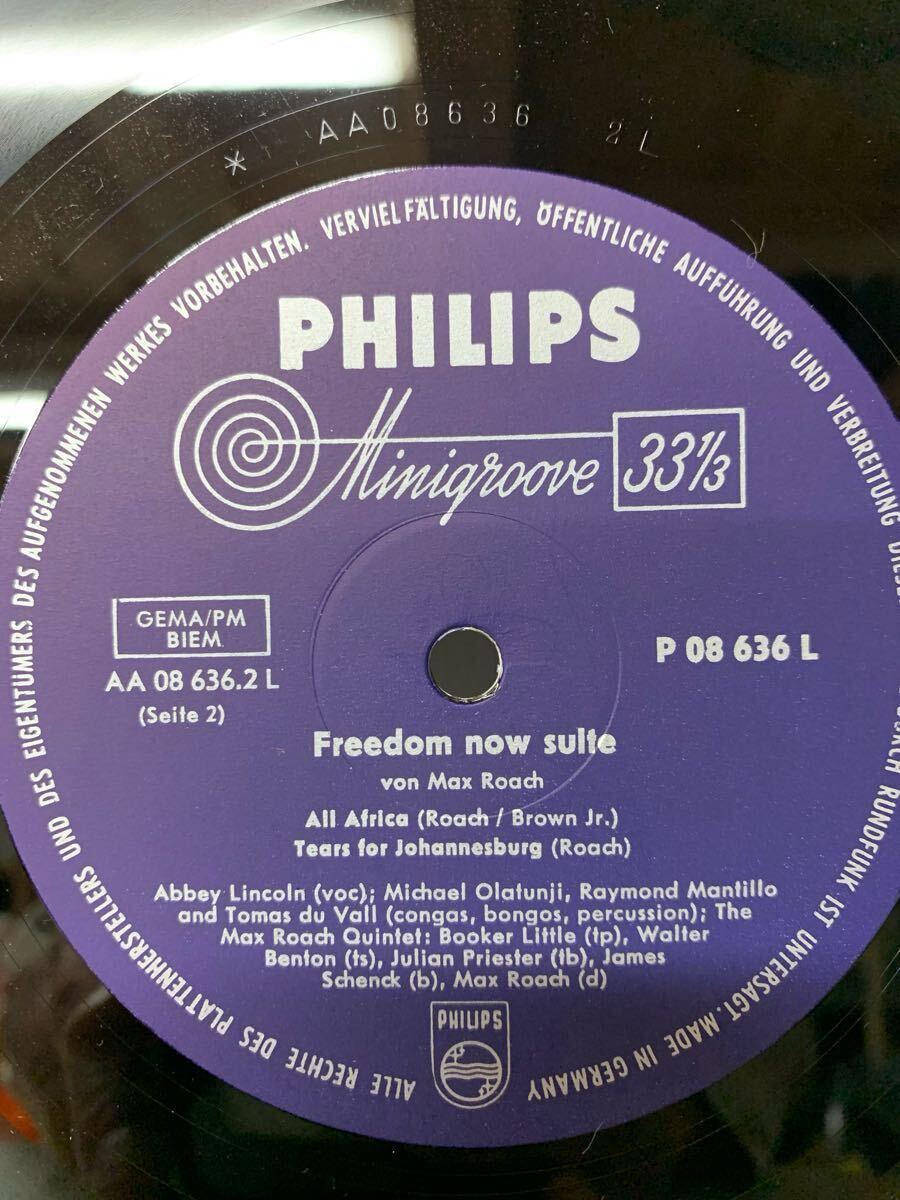 * AA08636 2L
ALLE RECHTE DES PLATTENHERSTELLERS UND DES EIGENTÜMERS DES AUFGENOMMENEN WERKES VORBEHALTEN. VERVIELFÄLTIGUNG, ÖFFENTLICHE AUFFÜHRUNG UND VERBREITUNG DURCH RUNDFUNK IST UNTERSAGT. MADE IN GERMANY
PHILIPS
Minigroove 33 1/3
GEMA/PM
BIEM
AA 08 636.2 L
P 08 636 L
(Seite 2)
Freedom now suite
von Max Roach
All Africa (Roach / Brown Jr.)
Tears for Johannesburg (Roach)
Abbey Lincoln (voc); Michael Olatunji, Raymond Mantillo
and Tomas du Vall (congas, bongos, percussion); The
Max Roach Quintet: Booker Little (tp), Walter
Benton (ts), Julian Priester (tb), James
Schenck (b), Max Roach (d)
PHILIPS